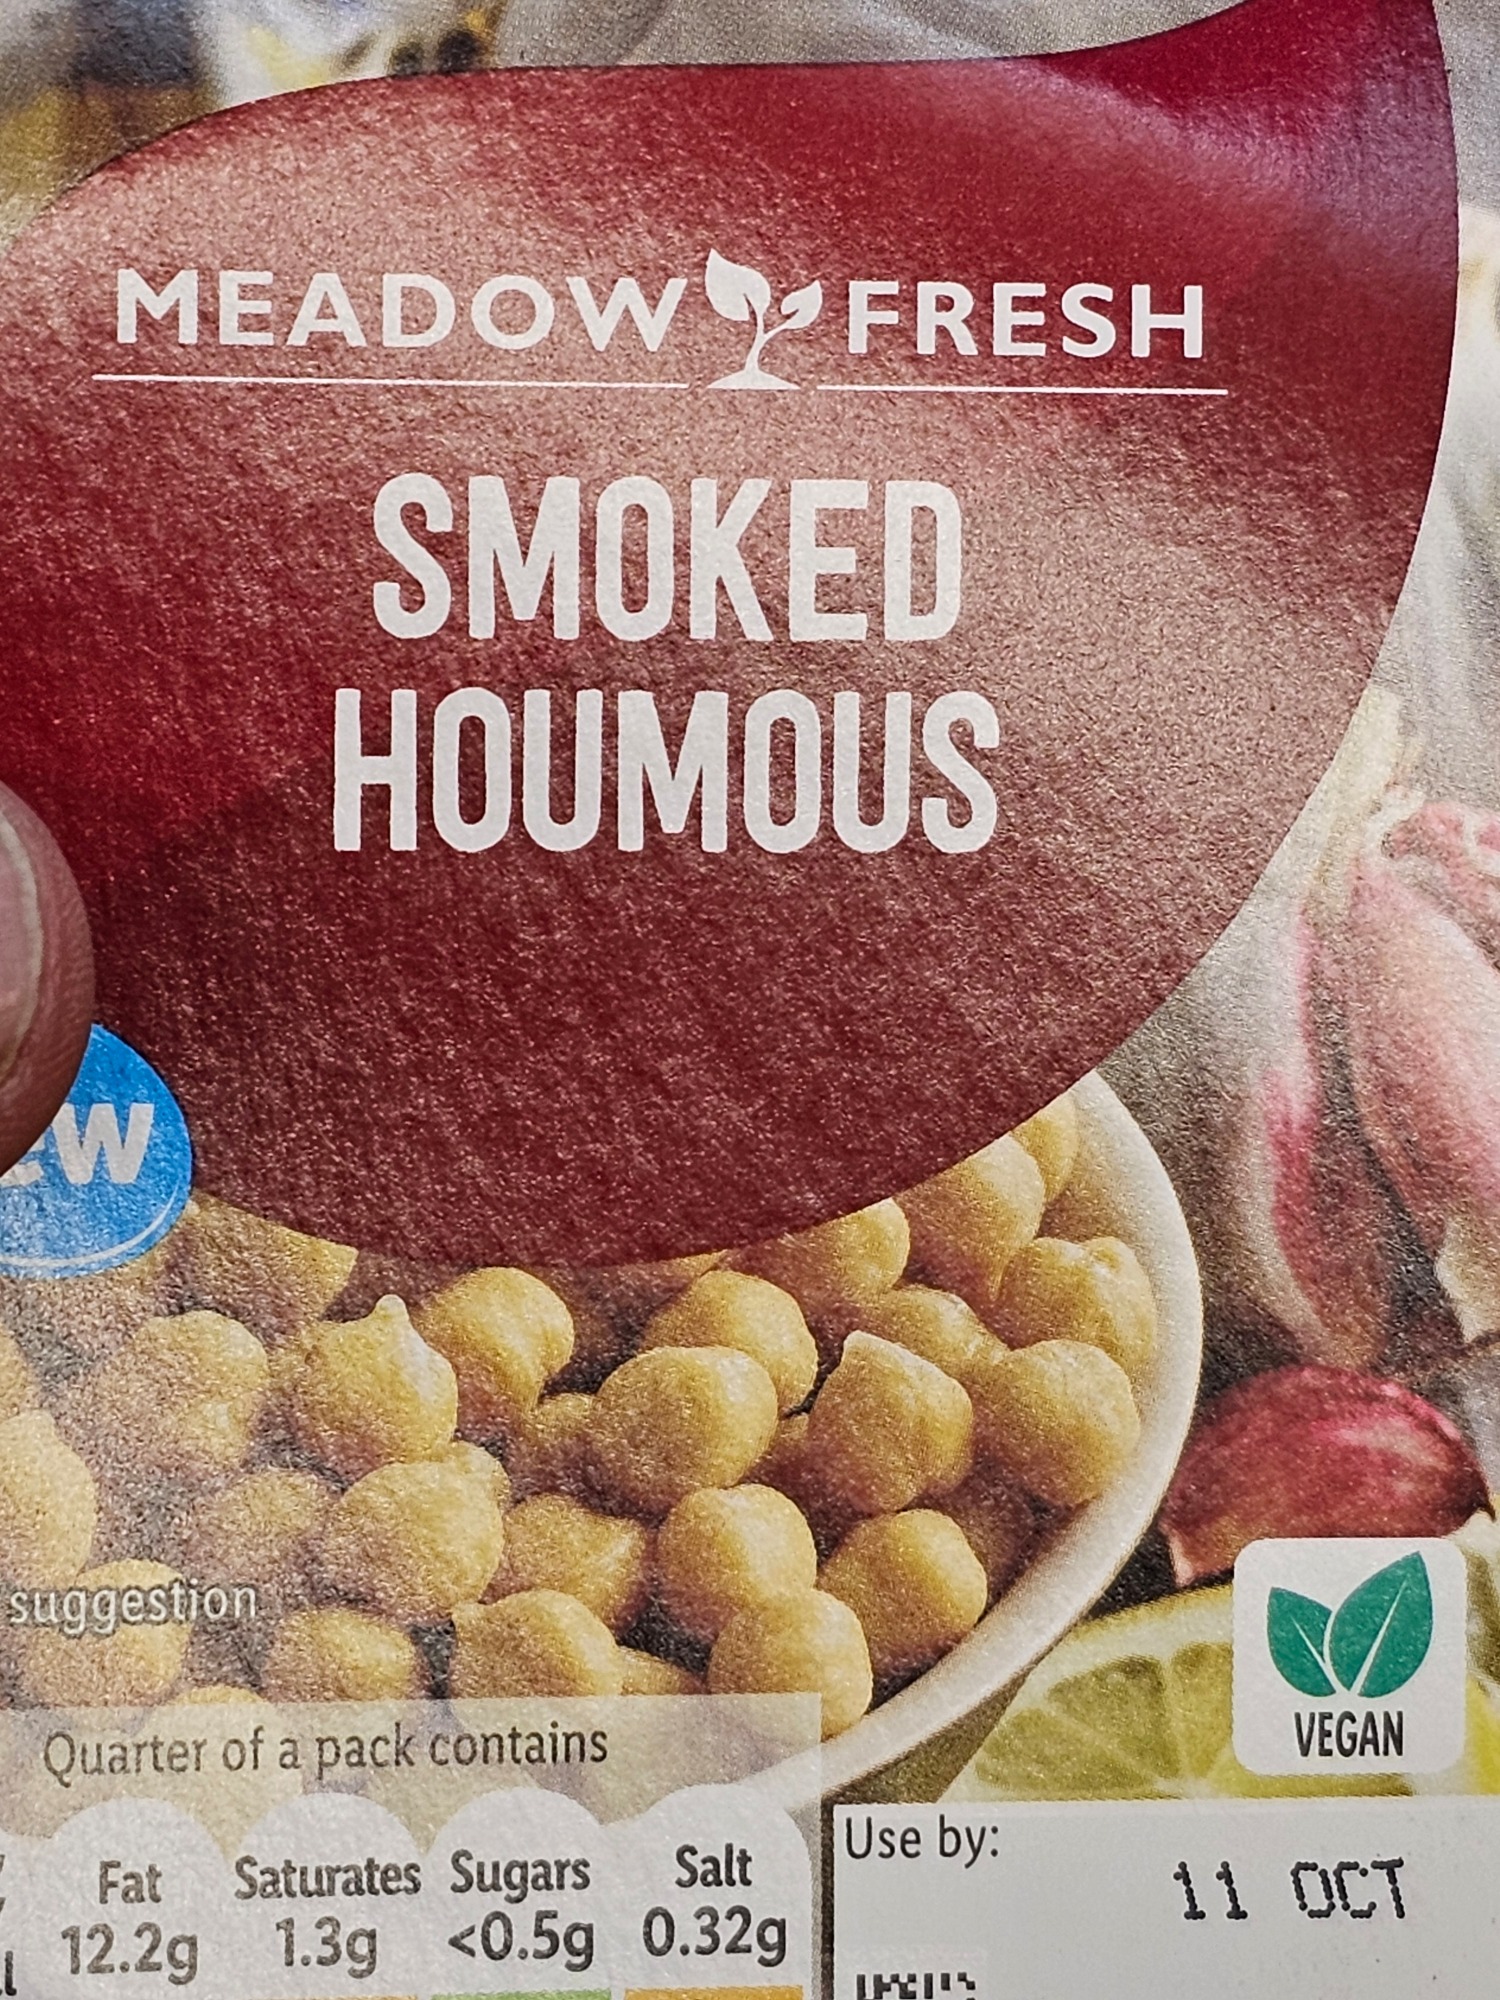 MEADOW FRESH
SMOKED
HOUMOUS
suggestion
Quarter of a pack contains
Fat Saturates Sugars Salt
12.2g 1.3g <0.5g 0.32g
VEGAN
Use by:
11 OCT